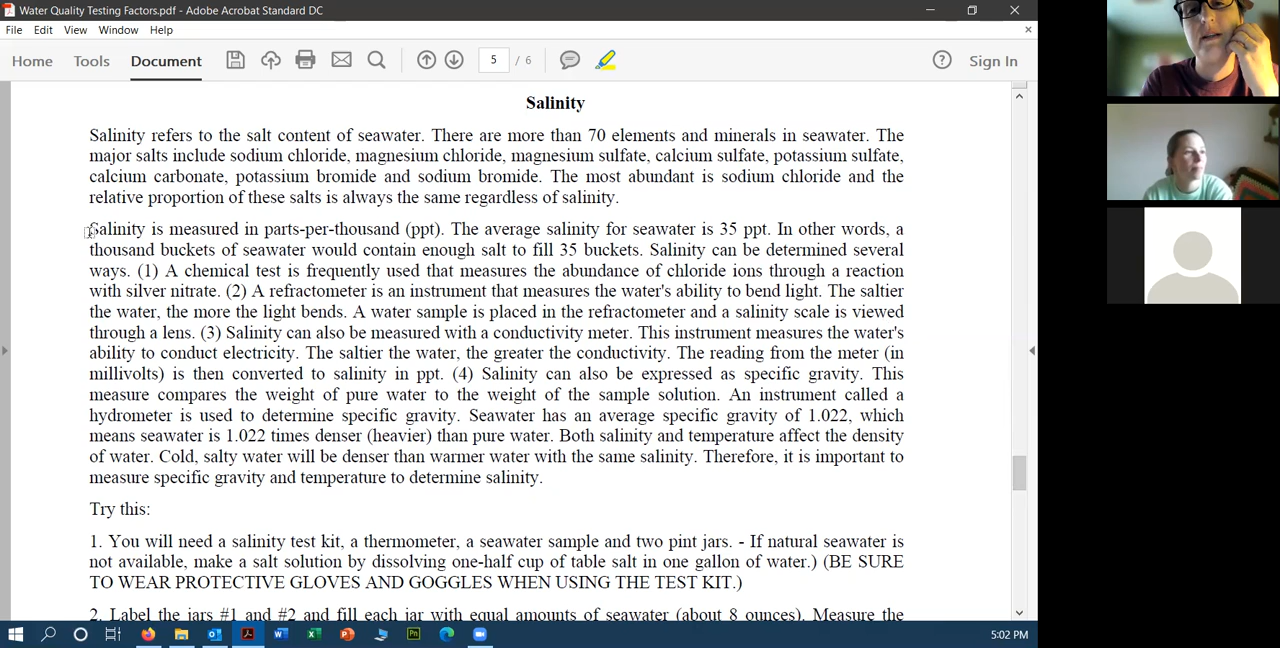 Water Quality Testing Factors.pdf - Adobe Acrobat Standard DC
File Edit View Window Help
Home Tools Document 5 / 6 Sign In
Salinity
Salinity refers to the salt content of seawater. There are more than 70 elements and minerals in seawater. The
major salts include sodium chloride, magnesium chloride, magnesium sulfate, calcium sulfate, potassium sulfate,
calcium carbonate, potassium bromide and sodium bromide. The most abundant is sodium chloride and the
relative proportion of these salts is always the same regardless of salinity.
Salinity is measured in parts-per-thousand (ppt). The average salinity for seawater is 35 ppt. In other words, a
thousand buckets of seawater would contain enough salt to fill 35 buckets. Salinity can be determined several
ways. (1) A chemical test is frequently used that measures the abundance of chloride ions through a reaction
with silver nitrate. (2) A refractometer is an instrument that measures the water's ability to bend light. The saltier
the water, the more the light bends. A water sample is placed in the refractometer and a salinity scale is viewed
through a lens. (3) Salinity can also be measured with a conductivity meter. This instrument measures the water's
ability to conduct electricity. The saltier the water, the greater the conductivity. The reading from the meter (in
millivolts) is then converted to salinity in ppt. (4) Salinity can also be expressed as specific gravity. This
measure compares the weight of pure water to the weight of the sample solution. An instrument called a
hydrometer is used to determine specific gravity. Seawater has an average specific gravity of 1.022, which
means seawater is 1.022 times denser (heavier) than pure water. Both salinity and temperature affect the density
of water. Cold, salty water will be denser than warmer water with the same salinity. Therefore, it is important to
measure specific gravity and temperature to determine salinity.
Try this:
1. You will need a salinity test kit, a thermometer, a seawater sample and two pint jars. - If natural seawater is
not available, make a salt solution by dissolving one-half cup of table salt in one gallon of water.) (BE SURE
TO WEAR PROTECTIVE GLOVES AND GOGGLES WHEN USING THE TEST KIT.)
2. Label the jars #1 and #2 and fill each jar with equal amounts of seawater (about 8 ounces). Measure the
Pn
5:02 PM